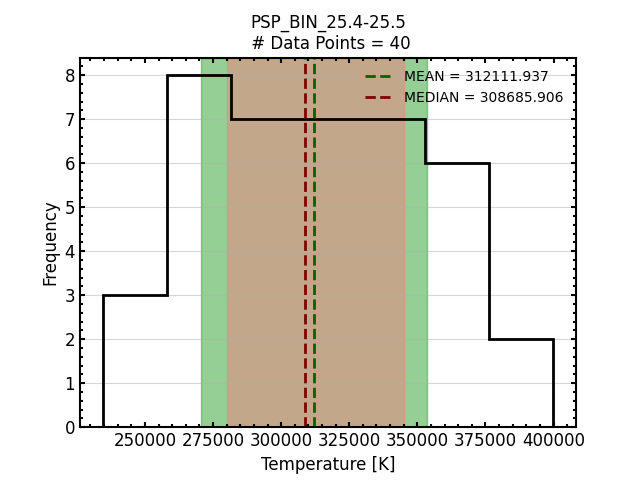 PSP_BIN_25.4-25.5
# Data Points = 40
MEAN = 312111.937
MEDIAN = 308685.906
8
7
6
5
4
3
2
1
0
Frequency
250000 275000 300000 325000 350000 375000 400000
Temperature [K]